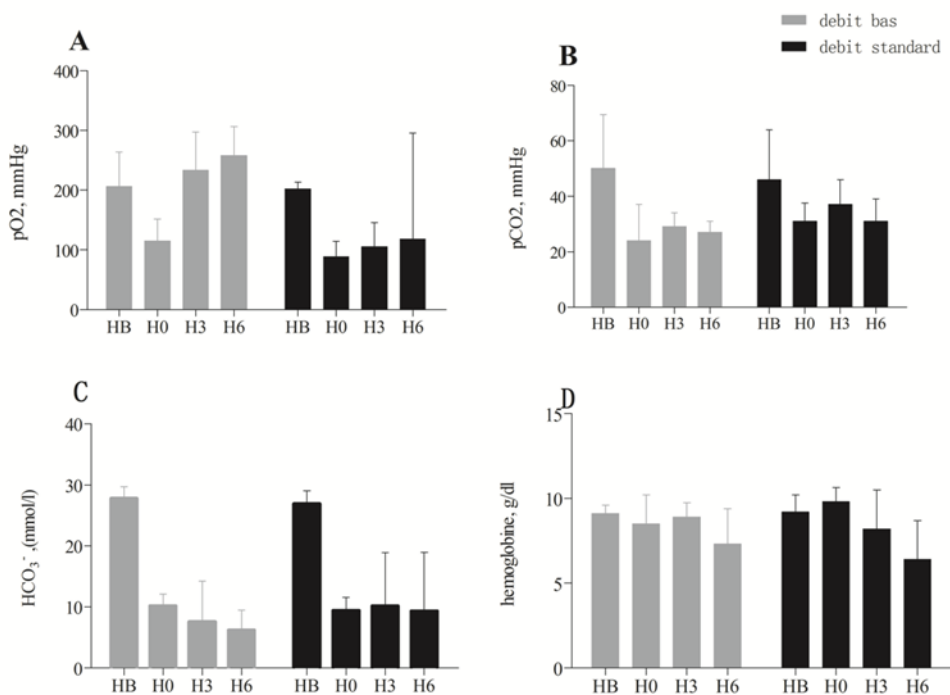 debit bas
debit standard
A
400
300
200
100
0
pO2, mmHg
HB H0 H3 H6 HB H0 H3 H6
B
80
60
40
20
0
pCO2, mmHg
HB H0 H3 H6 HB H0 H3 H6
C
40
30
20
10
0
HCO₃⁻ ,(mmol/l)
HB H0 H3 H6 HB H0 H3 H6
D
15
10
5
0
hemoglobine, g/dl
HB H0 H3 H6 HB H0 H3 H6